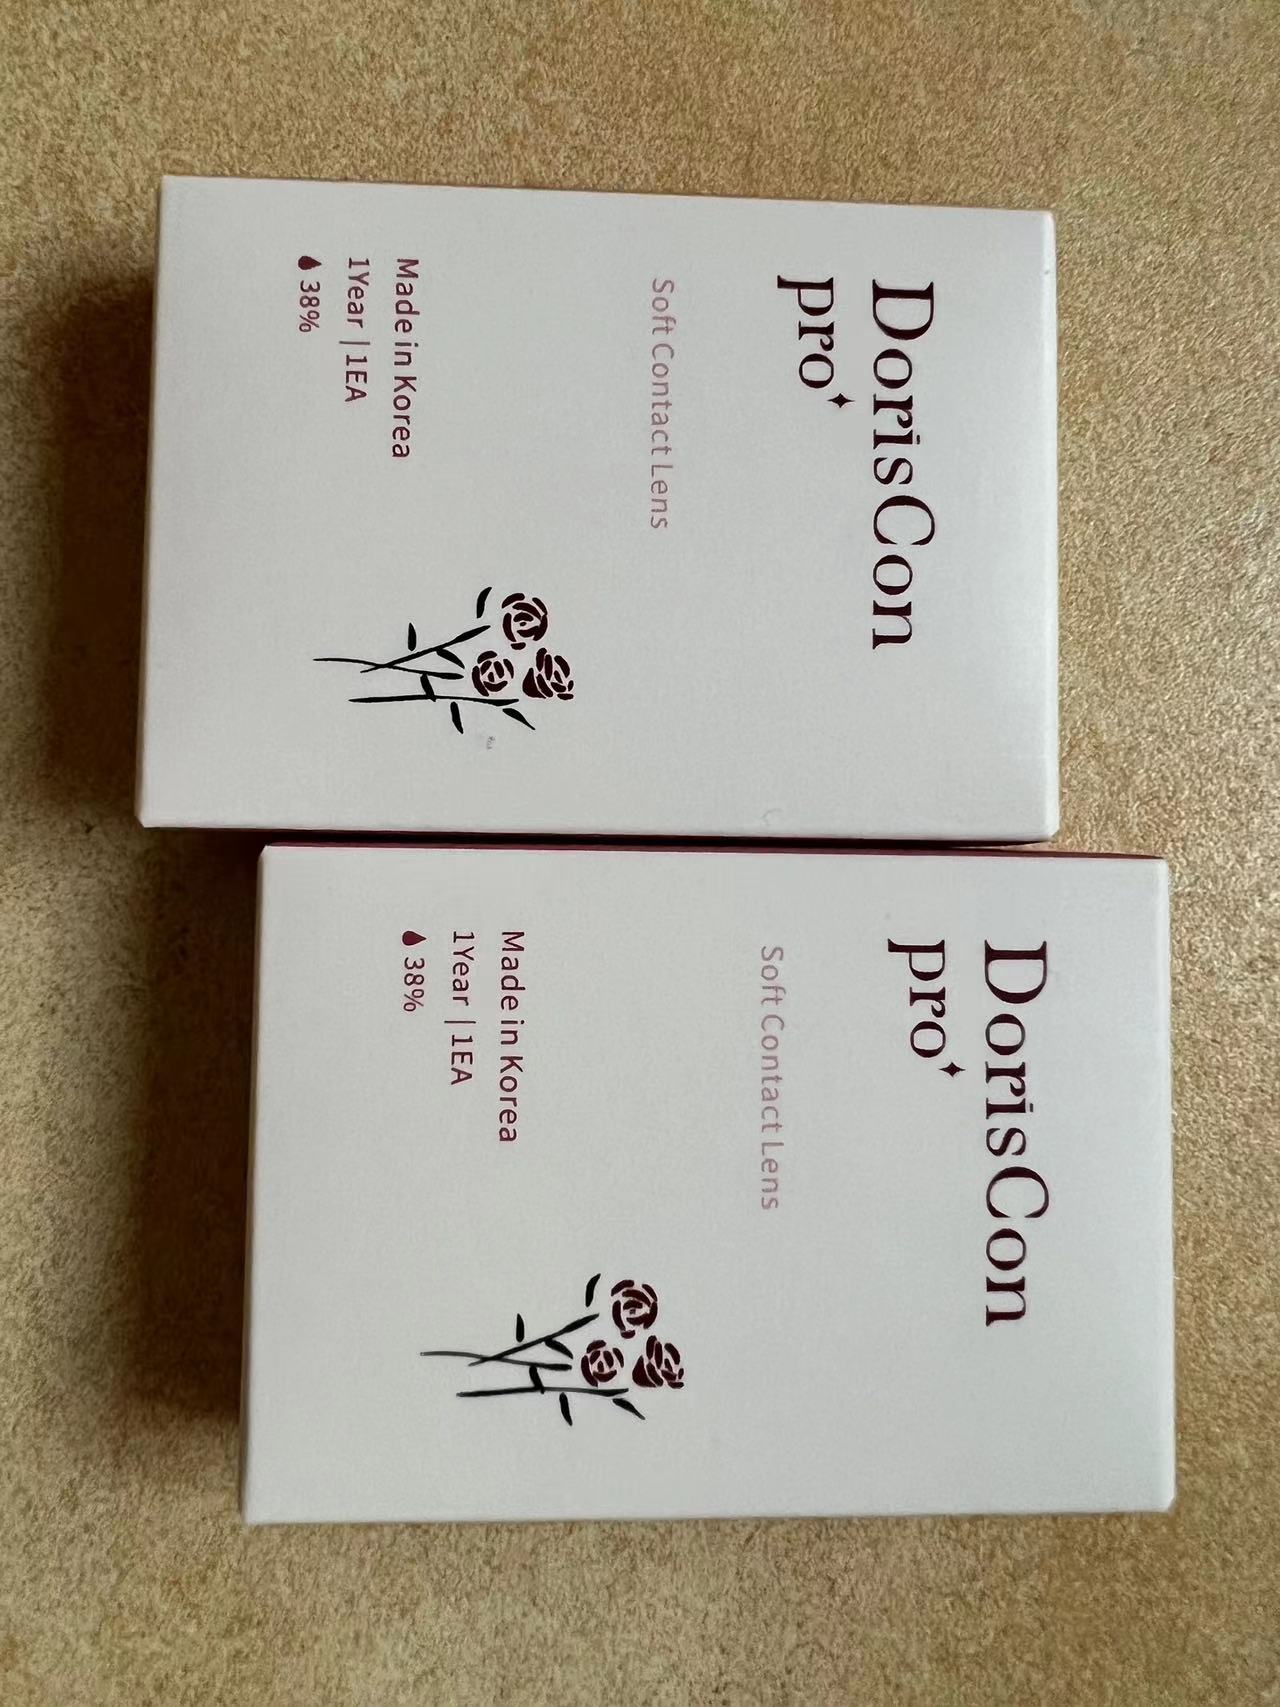 DorisCon
pro
Soft Contact Lens
Made in Korea
1Year | 1EA
38%
DorisCon
pro
Soft Contact Lens
Made in Korea
1Year | 1EA
38%